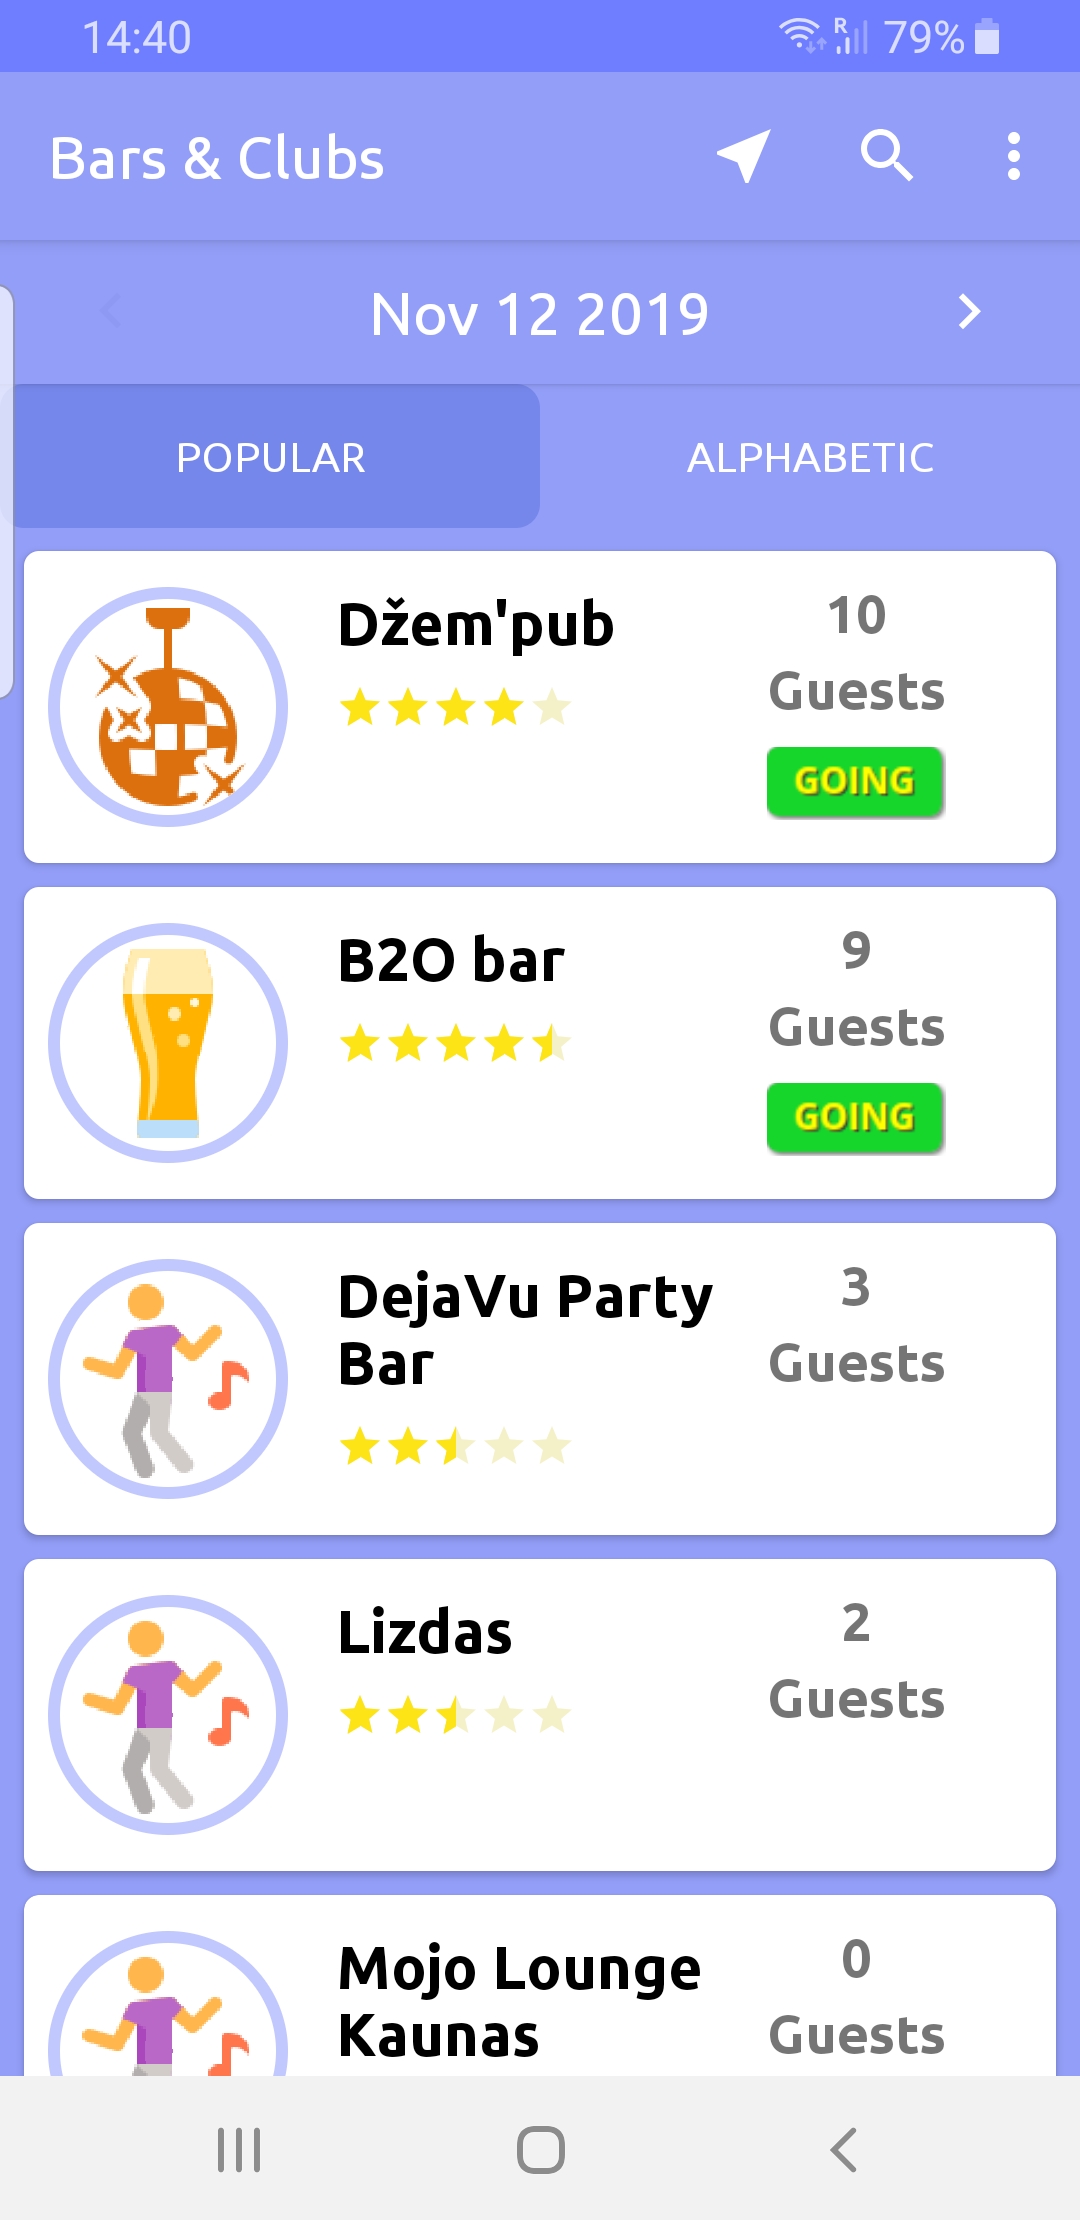 14:40
R
79%
Bars & Clubs
Nov 12 2019
POPULAR
ALPHABETIC
Džem'pub
10
Guests
GOING
B2O bar
9
Guests
GOING
DejaVu Party
Bar
3
Guests
Lizdas
2
Guests
Mojo Lounge
Kaunas
0
Guests